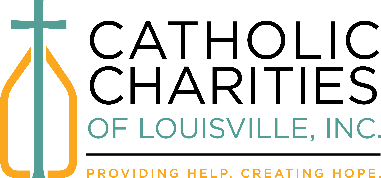 CATHOLIC
CHARITIES
OF LOUISVILLE, INC.
PROVIDING HELP. CREATING HOPE.